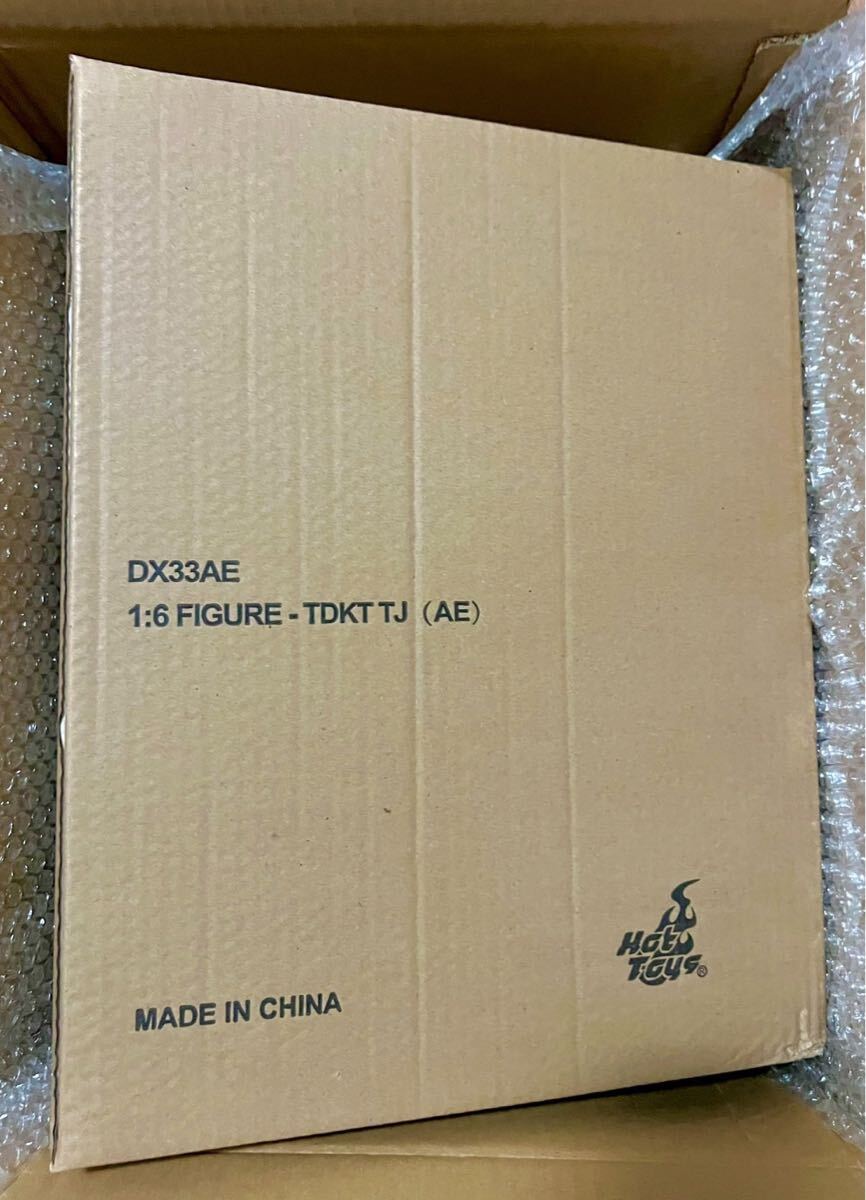 DX33AE
1:6 FIGURE - TDKT TJ（AE）
Hot
Toys®
MADE IN CHINA